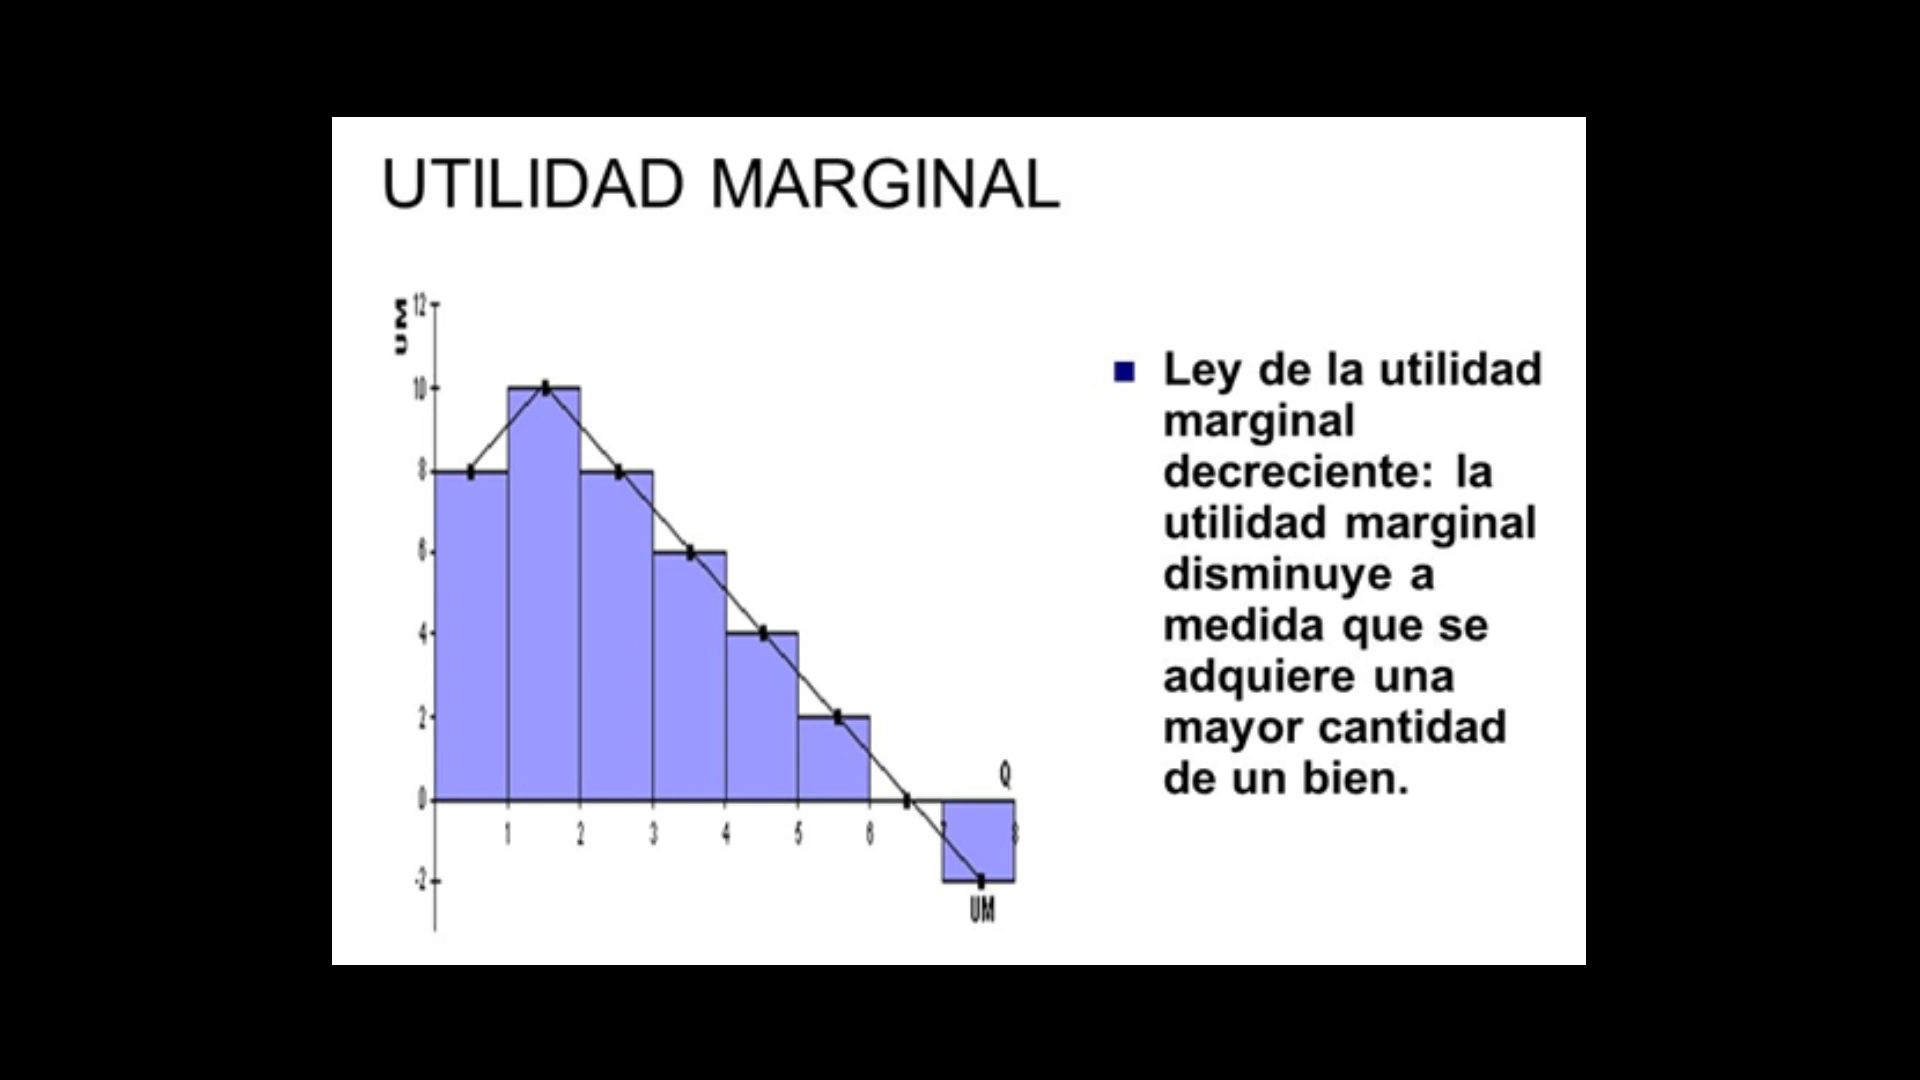 UTILIDAD MARGINAL
UM
12
10
8
6
4
2
0
-2
1 2 3 4 5 6 7 8
Q
UM
Ley de la utilidad
marginal
decreciente: la
utilidad marginal
disminuye a
medida que se
adquiere una
mayor cantidad
de un bien.